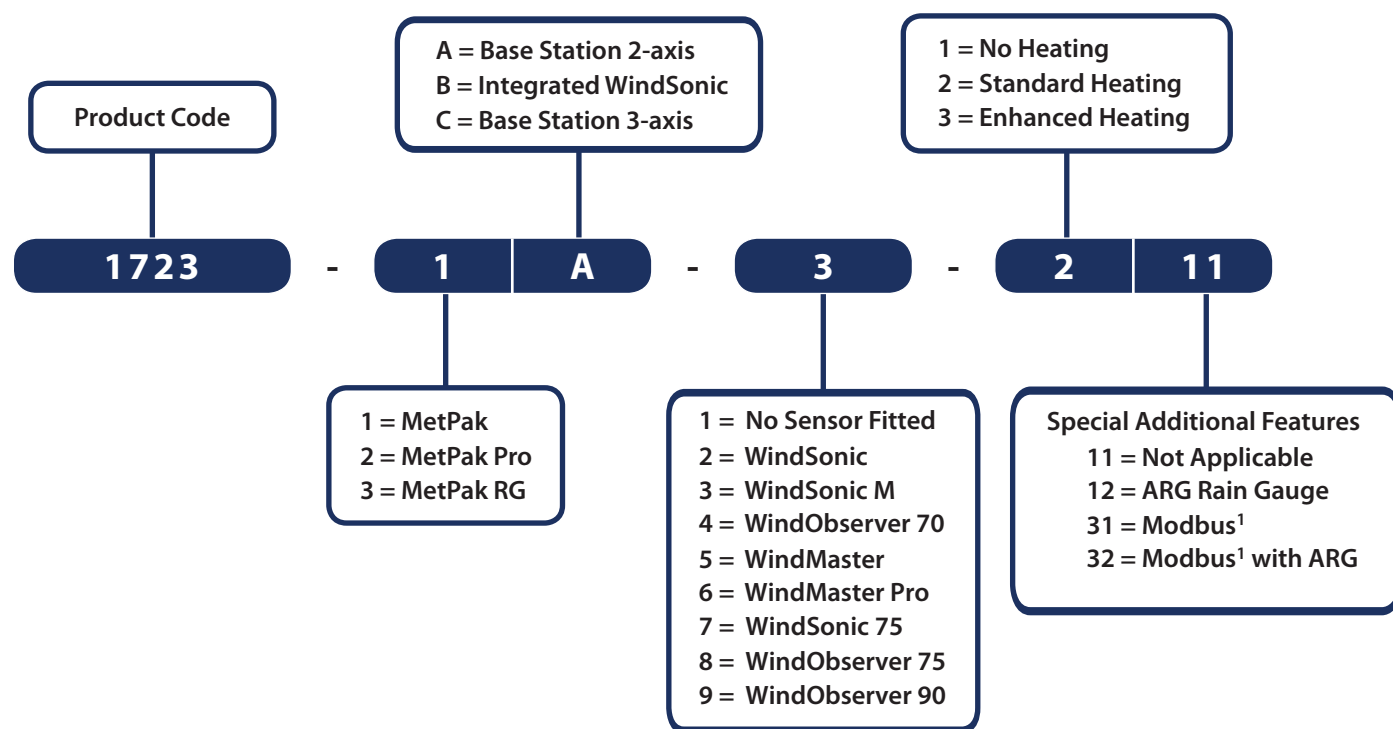 Product Code
A = Base Station 2-axis
B = Integrated WindSonic
C = Base Station 3-axis
1 = No Heating
2 = Standard Heating
3 = Enhanced Heating
1723 - 1 A - 3 - 2 11
1 = MetPak
2 = MetPak Pro
3 = MetPak RG
1 = No Sensor Fitted
2 = WindSonic
3 = WindSonic M
4 = WindObserver 70
5 = WindMaster
6 = WindMaster Pro
7 = WindSonic 75
8 = WindObserver 75
9 = WindObserver 90
Special Additional Features
11 = Not Applicable
12 = ARG Rain Gauge
31 = Modbus¹
32 = Modbus¹ with ARG